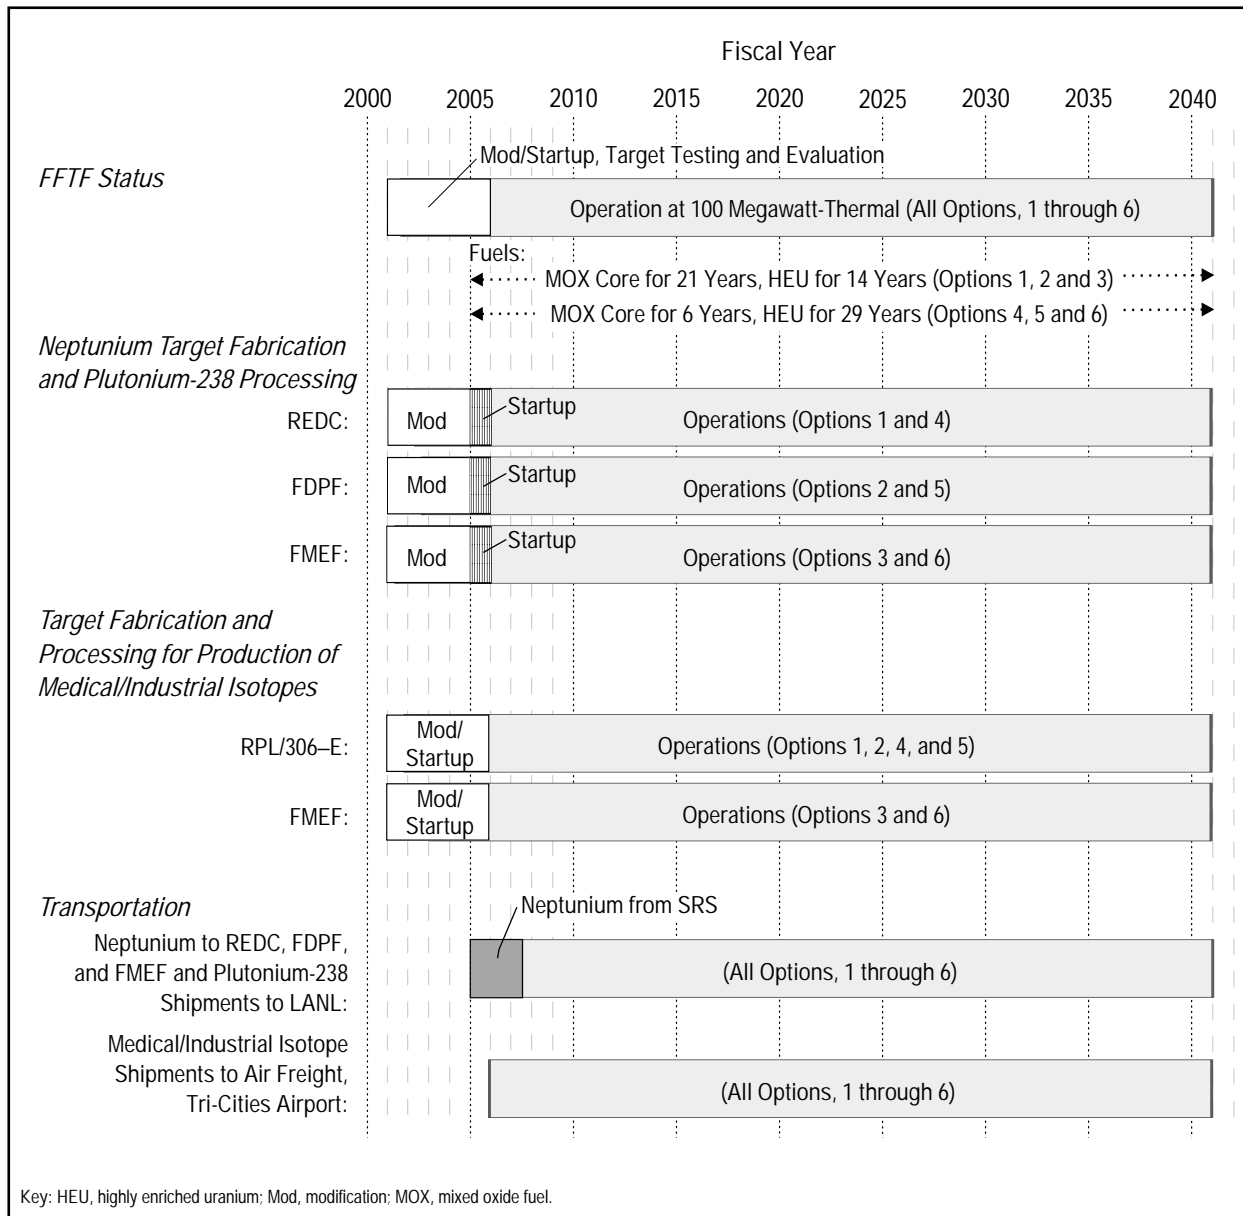 Fiscal Year
2000 2005 2010 2015 2020 2025 2030 2035 2040
FFTF Status
Mod/Startup, Target Testing and Evaluation
Operation at 100 Megawatt-Thermal (All Options, 1 through 6)
Fuels:
MOX Core for 21 Years, HEU for 14 Years (Options 1, 2 and 3)
MOX Core for 6 Years, HEU for 29 Years (Options 4, 5 and 6)
Neptunium Target Fabrication
and Plutonium-238 Processing
REDC: Mod Startup Operations (Options 1 and 4)
FDPF: Mod Startup Operations (Options 2 and 5)
FMEF: Mod Startup Operations (Options 3 and 6)
Target Fabrication and
Processing for Production of
Medical/Industrial Isotopes
RPL/306–E: Mod/
Startup Operations (Options 1, 2, 4, and 5)
FMEF: Mod/
Startup Operations (Options 3 and 6)
Transportation
Neptunium from SRS
Neptunium to REDC, FDPF,
and FMEF and Plutonium-238
Shipments to LANL:
(All Options, 1 through 6)
Medical/Industrial Isotope
Shipments to Air Freight,
Tri-Cities Airport:
(All Options, 1 through 6)
Key: HEU, highly enriched uranium; Mod, modification; MOX, mixed oxide fuel.